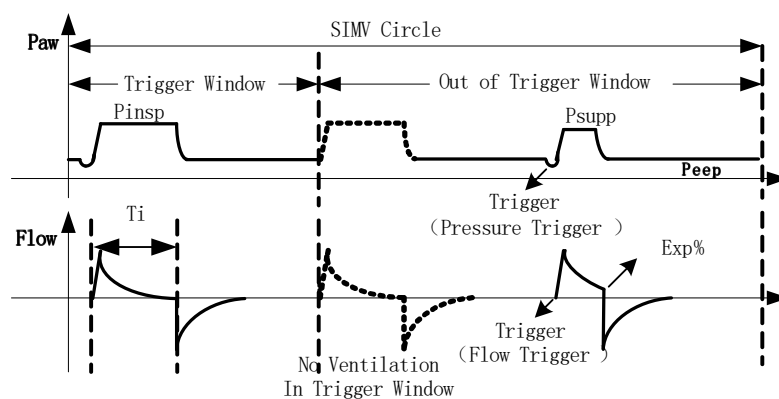 SIMV Circle
Paw
Trigger Window
Out of Trigger Window
Pinsp
Psupp
Peep
Trigger
（Pressure Trigger ）
Ti
Flow
Exp%
Trigger
（Flow Trigger ）
No Ventilation
In Trigger Window